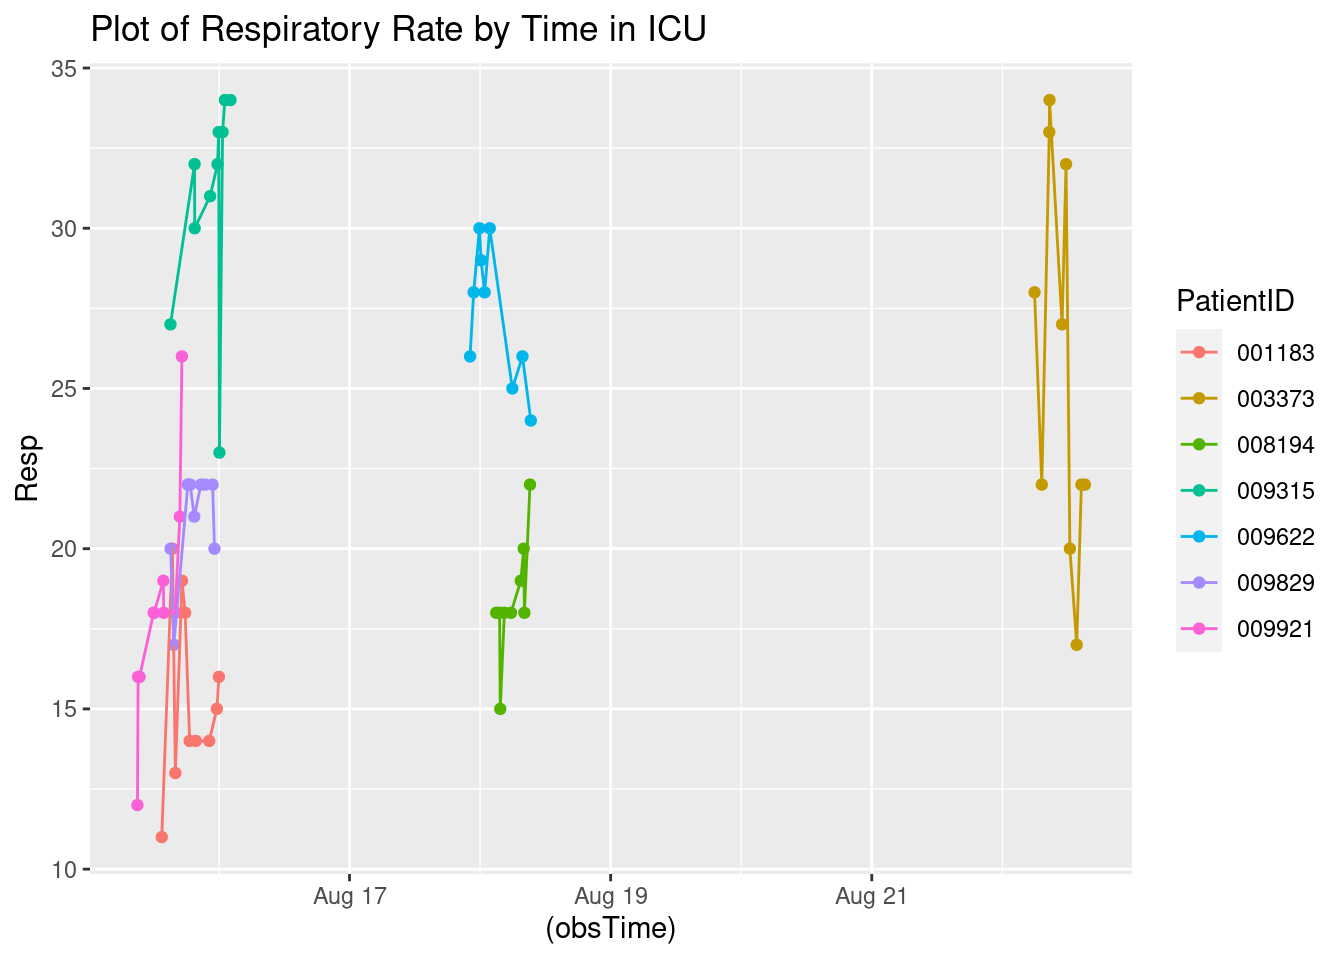 Plot of Respiratory Rate by Time in ICU
35
30
25
20
15
10
Resp
Aug 17
Aug 19
Aug 21
(obsTime)
PatientID
001183
003373
008194
009315
009622
009829
009921